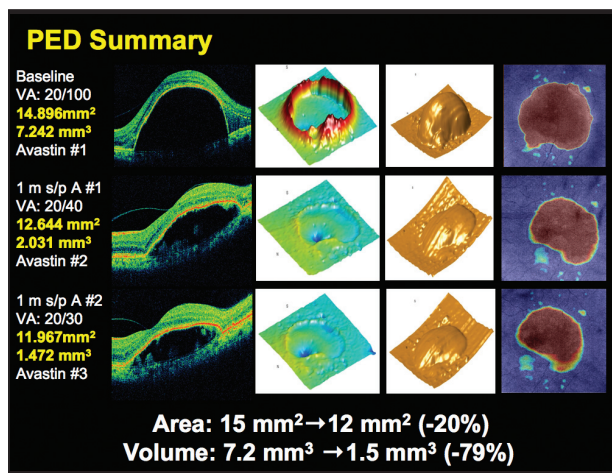 PED Summary
Baseline
VA: 20/100
14.896mm²
7.242 mm³
Avastin #1
1 m s/p A #1
VA: 20/40
12.644 mm²
2.031 mm³
Avastin #2
1 m s/p A #2
VA: 20/30
11.967mm²
1.472 mm³
Avastin #3
Area: 15 mm²→12 mm² (-20%)
Volume: 7.2 mm³ →1.5 mm³ (-79%)